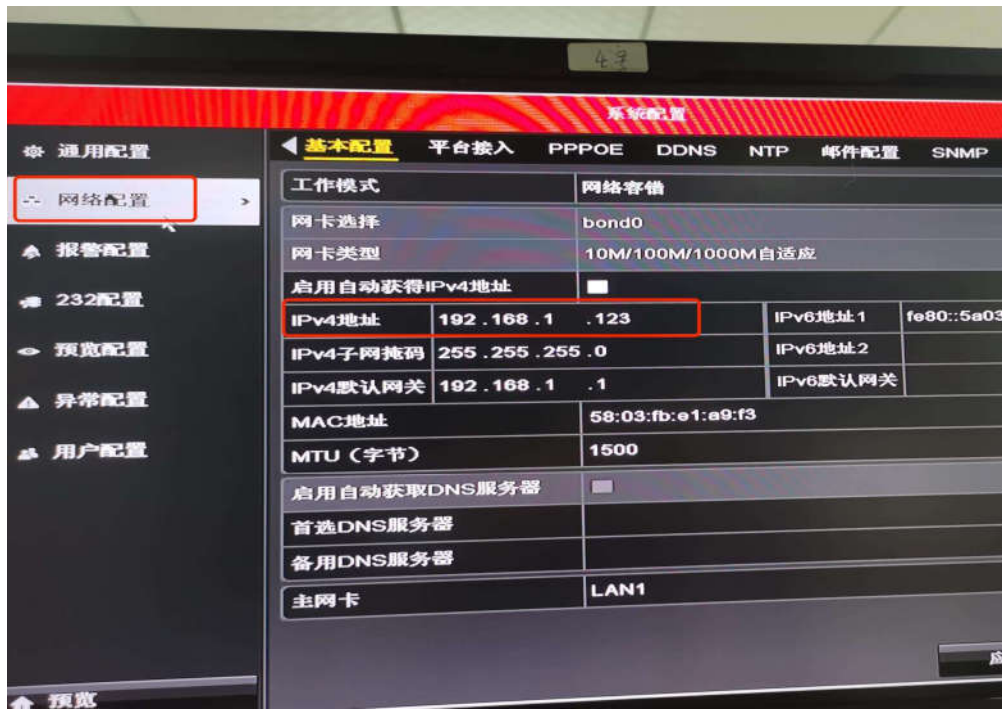 系统配置
通用配置
网络配置 >
报警配置
232配置
预览配置
异常配置
用户配置
预览
基本配置 平台接入 PPPOE DDNS NTP 邮件配置 SNMP
工作模式 网络容错
网卡选择 bond0
网卡类型 10M/100M/1000M自适应
启用自动获得IPv4地址
IPv4地址 192.168.1.123 IPv6地址1 fe80::5a03
IPv4子网掩码 255.255.255.0 IPv6地址2
IPv4默认网关 192.168.1.1 IPv6默认网关
MAC地址 58:03:fb:e1:a9:f3
MTU（字节） 1500
启用自动获取DNS服务器
首选DNS服务器
备用DNS服务器
主网卡 LAN1